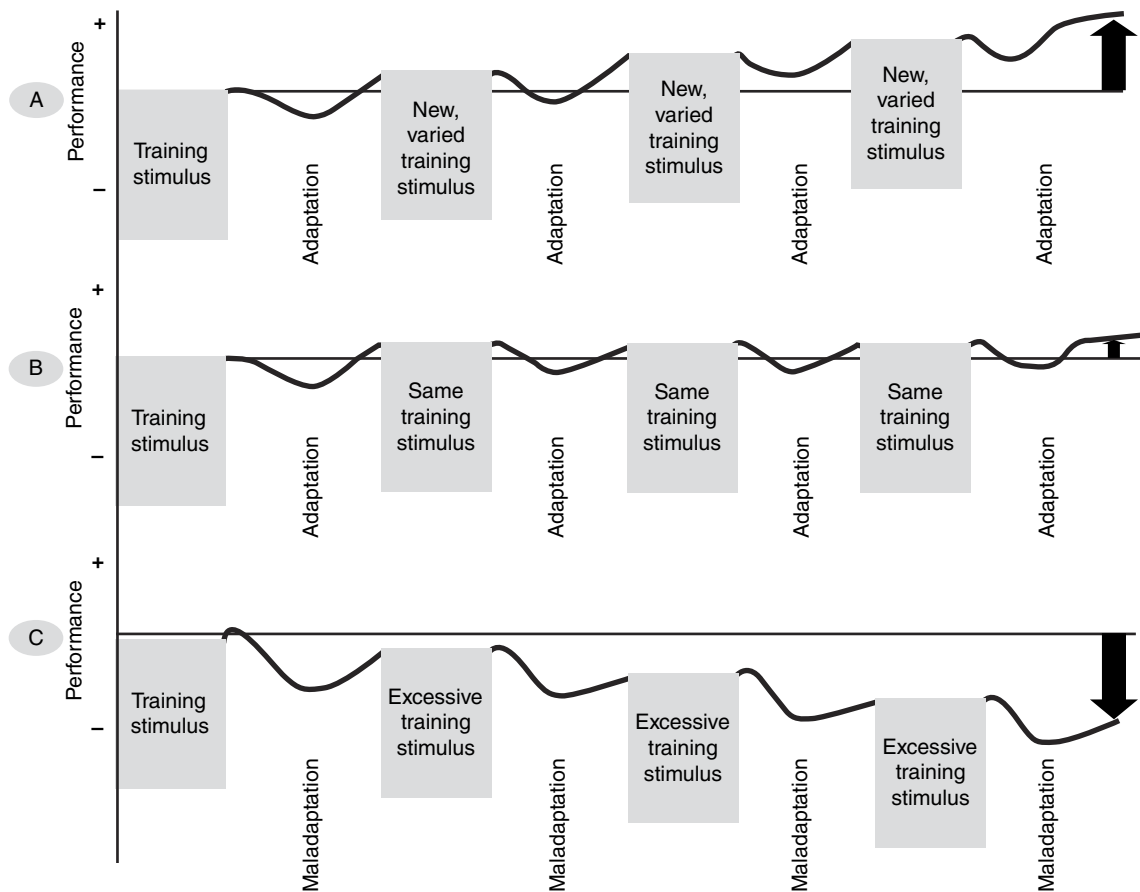 +
A
Performance
–
Training
stimulus
Adaptation
New,
varied
training
stimulus
Adaptation
New,
varied
training
stimulus
Adaptation
New,
varied
training
stimulus
Adaptation
+
B
Performance
–
Training
stimulus
Adaptation
Same
training
stimulus
Adaptation
Same
training
stimulus
Adaptation
Same
training
stimulus
Adaptation
+
C
Performance
–
Training
stimulus
Maladaptation
Excessive
training
stimulus
Maladaptation
Excessive
training
stimulus
Maladaptation
Excessive
training
stimulus
Maladaptation